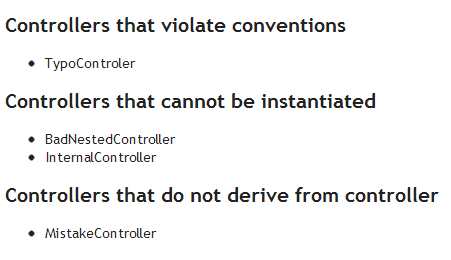 Controllers that violate conventions
• TypoControler
Controllers that cannot be instantiated
• BadNestedController
• InternalController
Controllers that do not derive from controller
• MistakeController